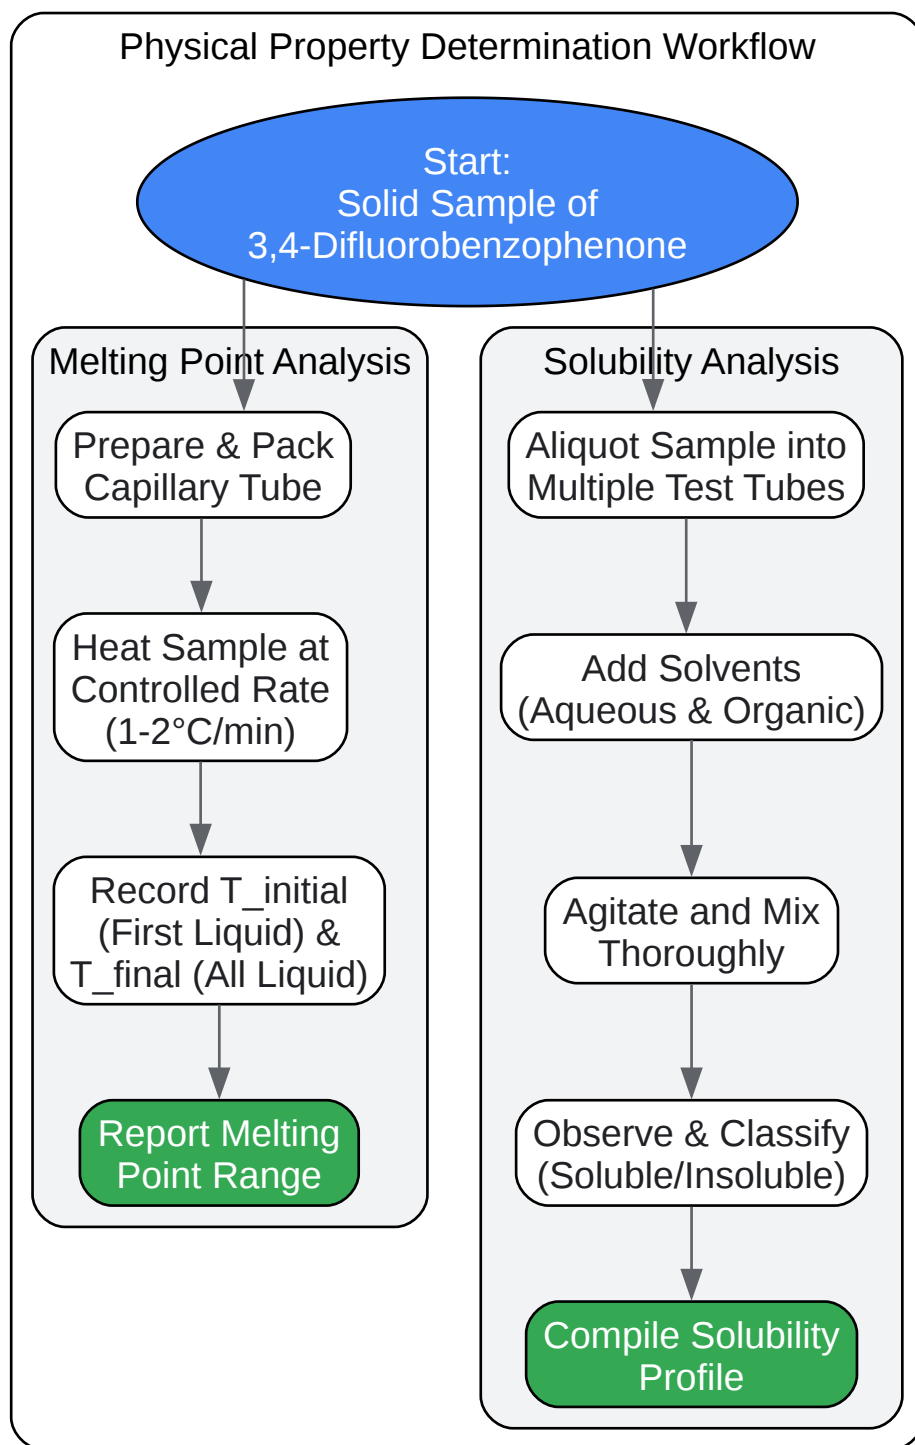 Physical Property Determination Workflow
Start:
Solid Sample of
3,4-Difluorobenzophenone
Melting Point Analysis
Prepare & Pack
Capillary Tube
Heat Sample at
Controlled Rate
(1-2°C/min)
Record T_initial
(First Liquid) &
T_final (All Liquid)
Report Melting
Point Range
Solubility Analysis
Aliquot Sample into
Multiple Test Tubes
Add Solvents
(Aqueous & Organic)
Agitate and Mix
Thoroughly
Observe & Classify
(Soluble/Insoluble)
Compile Solubility
Profile